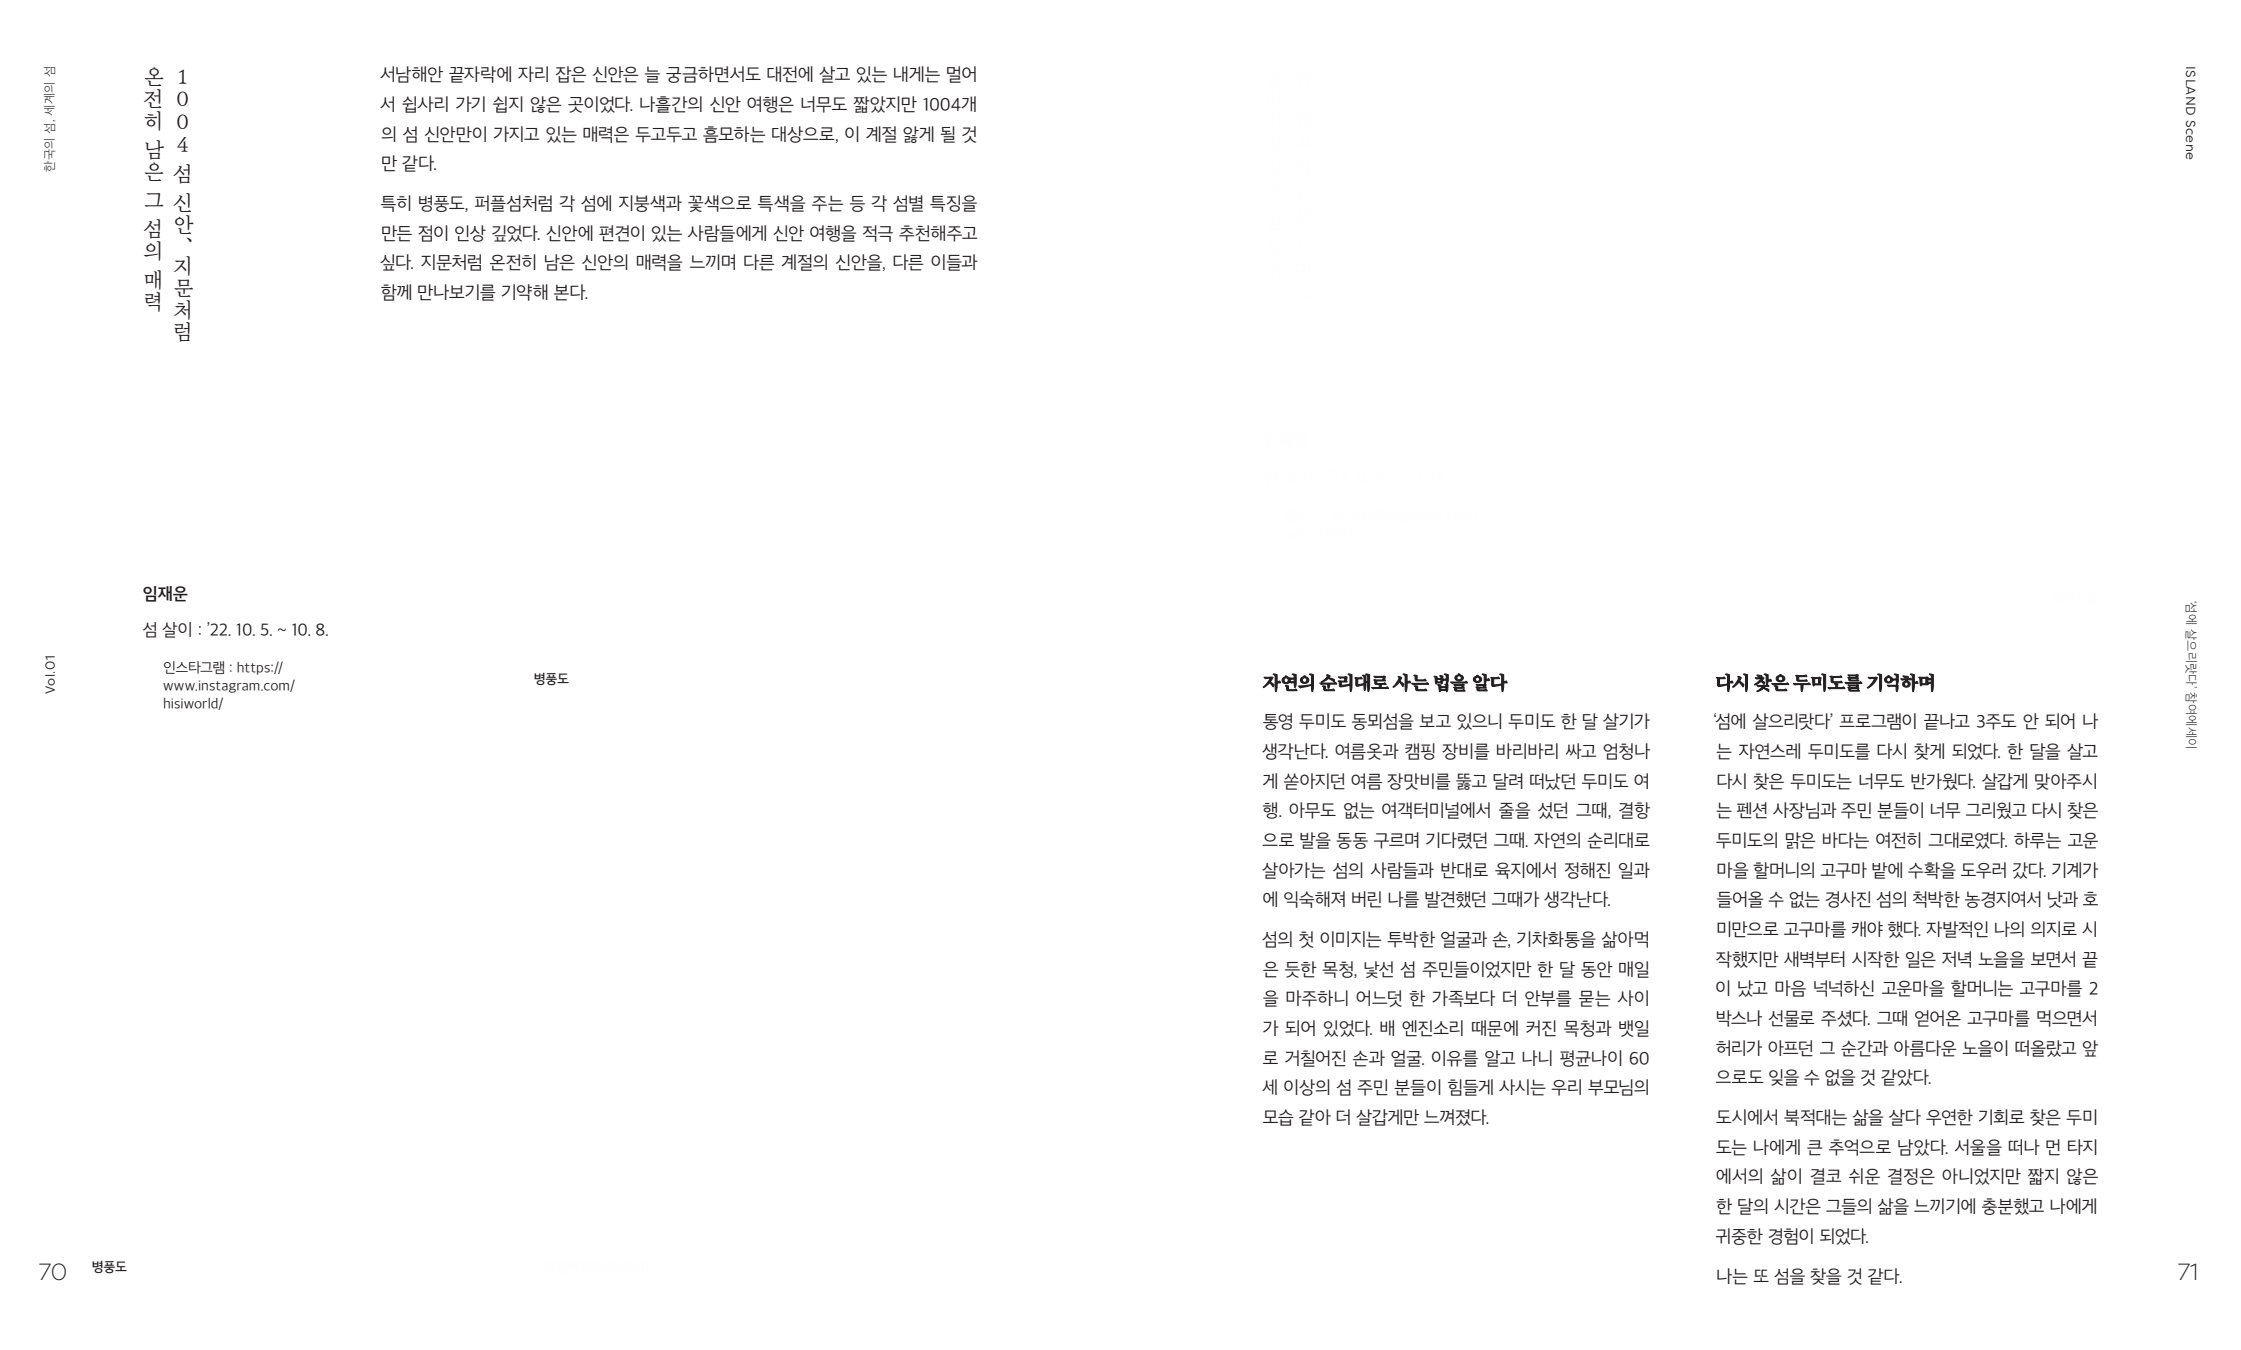 한국의 섬, 세계의 섬
1004 섬 신안, 지문처럼
온전히 남은 그 섬의 매력
서남해안 끝자락에 자리 잡은 신안은 늘 궁금하면서도 대전에 살고 있는 내게는 멀어
서 쉽사리 가기 쉽지 않은 곳이었다. 나흘간의 신안 여행은 너무도 짧았지만 1004개
의 섬 신안만이 가지고 있는 매력은 두고두고 흠모하는 대상으로, 이 계절 앓게 될 것
만 같다.
특히 병풍도, 퍼플섬처럼 각 섬에 지붕색과 꽃색으로 특색을 주는 등 각 섬별 특징을
만든 점이 인상 깊었다. 신안에 편견이 있는 사람들에게 신안 여행을 적극 추천해주고
싶다. 지문처럼 온전히 남은 신안의 매력을 느끼며 다른 계절의 신안을, 다른 이들과
함께 만나보기를 기약해 본다.
임재운
섬 살이 : ’22. 10. 5. ~ 10. 8.
인스타그램 : https://
www.instagram.com/
hisiworld/
Vol.01
병풍도
70
병풍도
ISLAND Scene
‘섬에 살으리랏다’ 참여에세이
자연의 순리대로 사는 법을 알다
통영 두미도 동뫼섬을 보고 있으니 두미도 한 달 살기가
생각난다. 여름옷과 캠핑 장비를 바리바리 싸고 엄청나
게 쏟아지던 여름 장맛비를 뚫고 달려 떠났던 두미도 여
행. 아무도 없는 여객터미널에서 줄을 섰던 그때, 결항
으로 발을 동동 구르며 기다렸던 그때. 자연의 순리대로
살아가는 섬의 사람들과 반대로 육지에서 정해진 일과
에 익숙해져 버린 나를 발견했던 그때가 생각난다.
섬의 첫 이미지는 투박한 얼굴과 손, 기차화통을 삶아먹
은 듯한 목청, 낯선 섬 주민들이었지만 한 달 동안 매일
을 마주하니 어느덧 한 가족보다 더 안부를 묻는 사이
가 되어 있었다. 배 엔진소리 때문에 커진 목청과 뱃일
로 거칠어진 손과 얼굴. 이유를 알고 나니 평균나이 60
세 이상의 섬 주민 분들이 힘들게 사시는 우리 부모님의
모습 같아 더 살갑게만 느껴졌다.
다시 찾은 두미도를 기억하며
‘섬에 살으리랏다’ 프로그램이 끝나고 3주도 안 되어 나
는 자연스레 두미도를 다시 찾게 되었다. 한 달을 살고
다시 찾은 두미도는 너무도 반가웠다. 살갑게 맞아주시
는 펜션 사장님과 주민 분들이 너무 그리웠고 다시 찾은
두미도의 맑은 바다는 여전히 그대로였다. 하루는 고운
마을 할머니의 고구마 밭에 수확을 도우러 갔다. 기계가
들어올 수 없는 경사진 섬의 척박한 농경지여서 낫과 호
미만으로 고구마를 캐야 했다. 자발적인 나의 의지로 시
작했지만 새벽부터 시작한 일은 저녁 노을을 보면서 끝
이 났고 마음 넉넉하신 고운마을 할머니는 고구마를 2
박스나 선물로 주셨다. 그때 얻어온 고구마를 먹으면서
허리가 아프던 그 순간과 아름다운 노을이 떠올랐고 앞
으로도 잊을 수 없을 것 같았다.
도시에서 북적대는 삶을 살다 우연한 기회로 찾은 두미
도는 나에게 큰 추억으로 남았다. 서울을 떠나 먼 타지
에서의 삶이 결코 쉬운 결정은 아니었지만 짧지 않은
한 달의 시간은 그들의 삶을 느끼기에 충분했고 나에게
귀중한 경험이 되었다.
나는 또 섬을 찾을 것 같다.
71